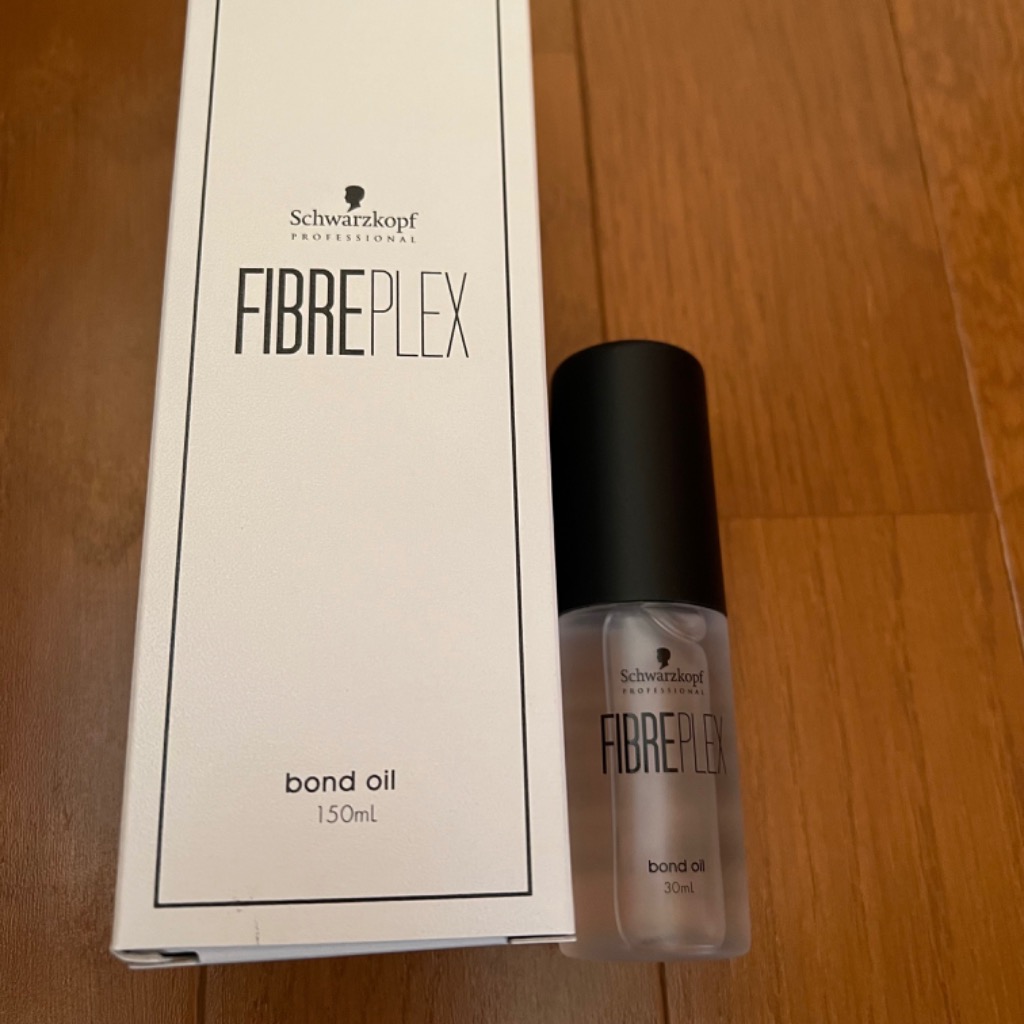 Schwarzkopf
PROFESSIONAL
FIBREPLEX
bond oil
150mL
Schwarzkopf
PROFESSIONAL
FIBREPLEX
bond oil
30mL